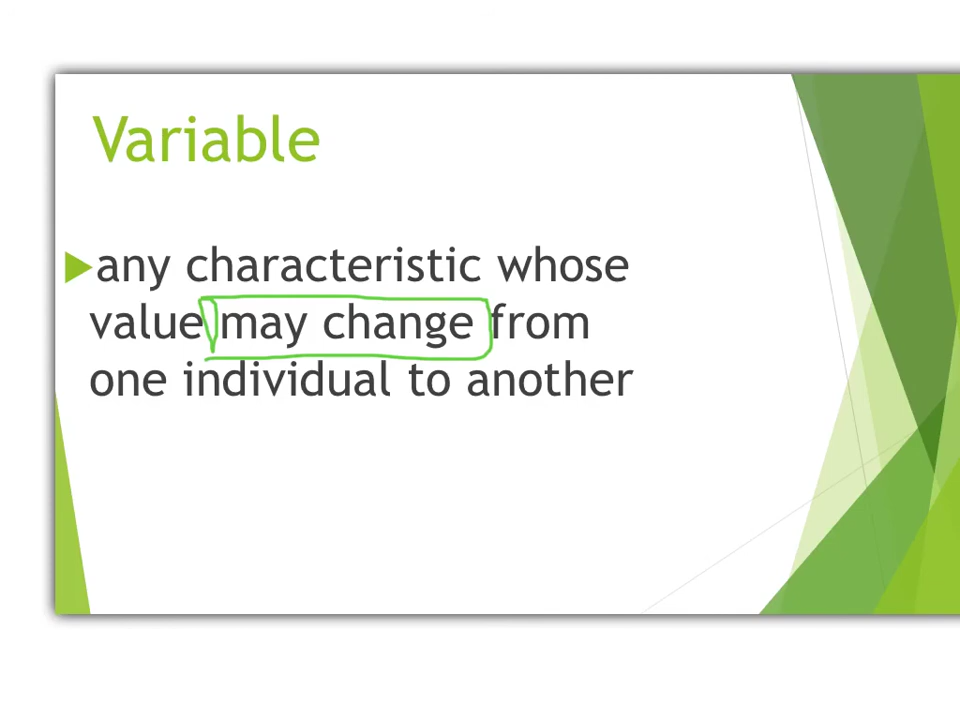 Variable
any characteristic whose
value may change from
one individual to another